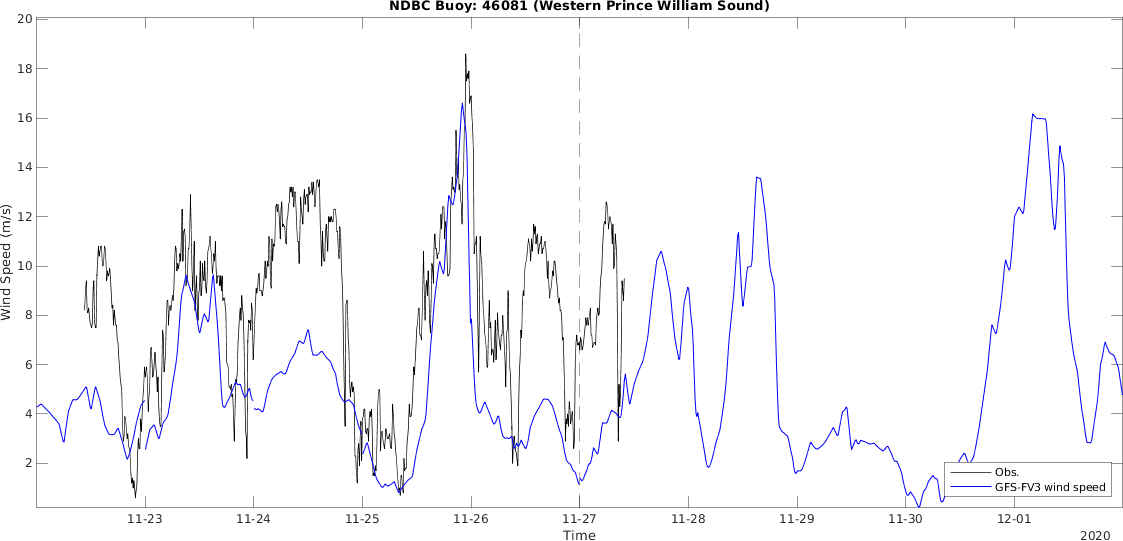 NDBC Buoy: 46081 (Western Prince William Sound)
20
18
16
14
12
10
8
6
4
2
Wind Speed (m/s)
11-23 11-24 11-25 11-26 11-27 11-28 11-29 11-30 12-01
Time
2020
Obs.
GFS-FV3 wind speed